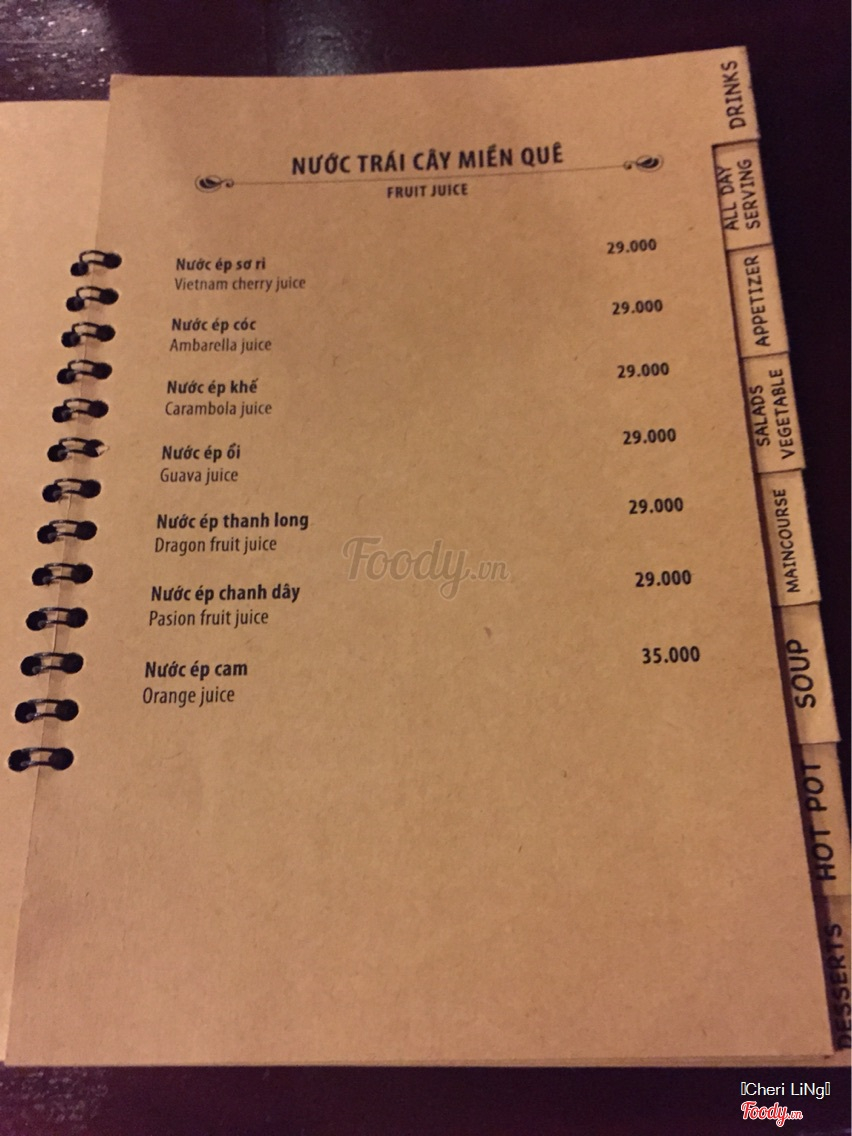 NƯỚC TRÁI CÂY MIỀN QUÊ
FRUIT JUICE
Nước ép sơ ri 29.000
Vietnam cherry juice
Nước ép cóc 29.000
Ambarella juice
Nước ép khế 29.000
Carambola juice
Nước ép ổi 29.000
Guava juice
Nước ép thanh long 29.000
Dragon fruit juice
Nước ép chanh dây 29.000
Pasion fruit juice
Nước ép cam 35.000
Orange juice
DRINKS
ALL DAY
SERVING
APPETIZER
SALADS
VEGETABLE
MAINCOURSE
SOUP
HOT POT
DESSERTS
Foody.vn
Cheri LiNg
Foody.vn